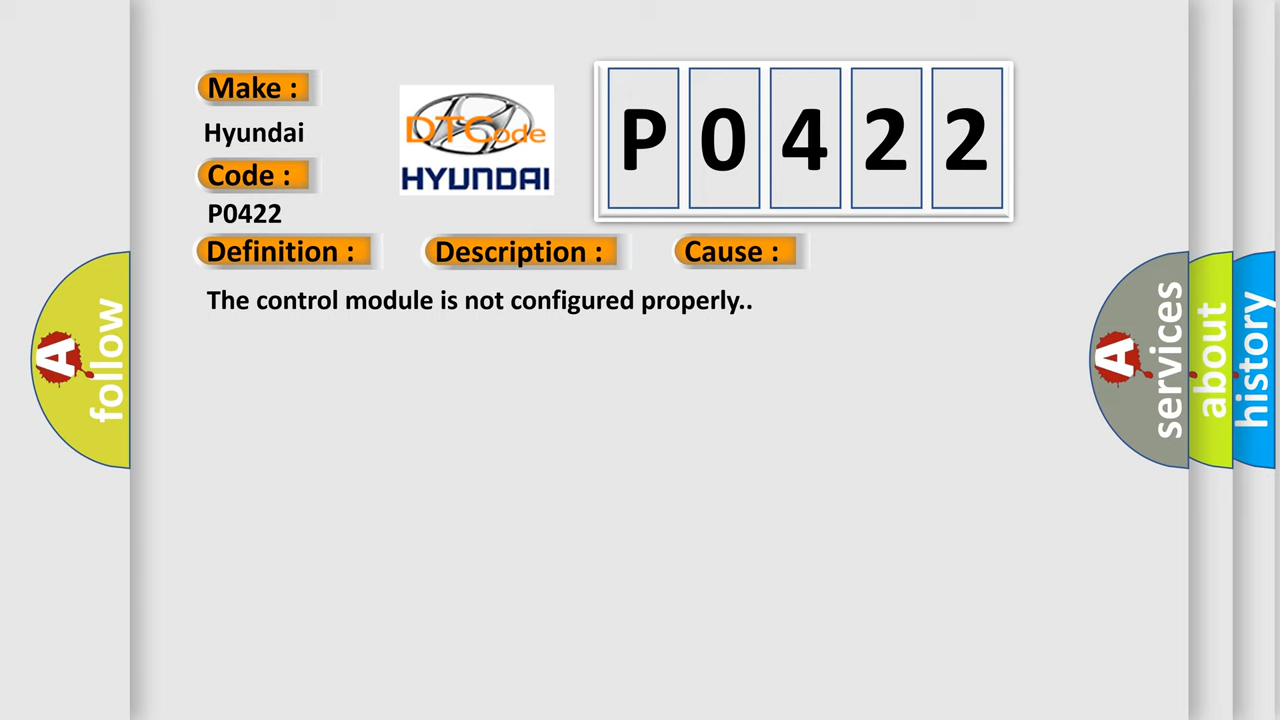 Make :
Hyundai
Code :
P0422
Definition :
Description :
Cause :
The control module is not configured properly..
DTCode
HYUNDAI
P0422
A
follow
A
services
about
history